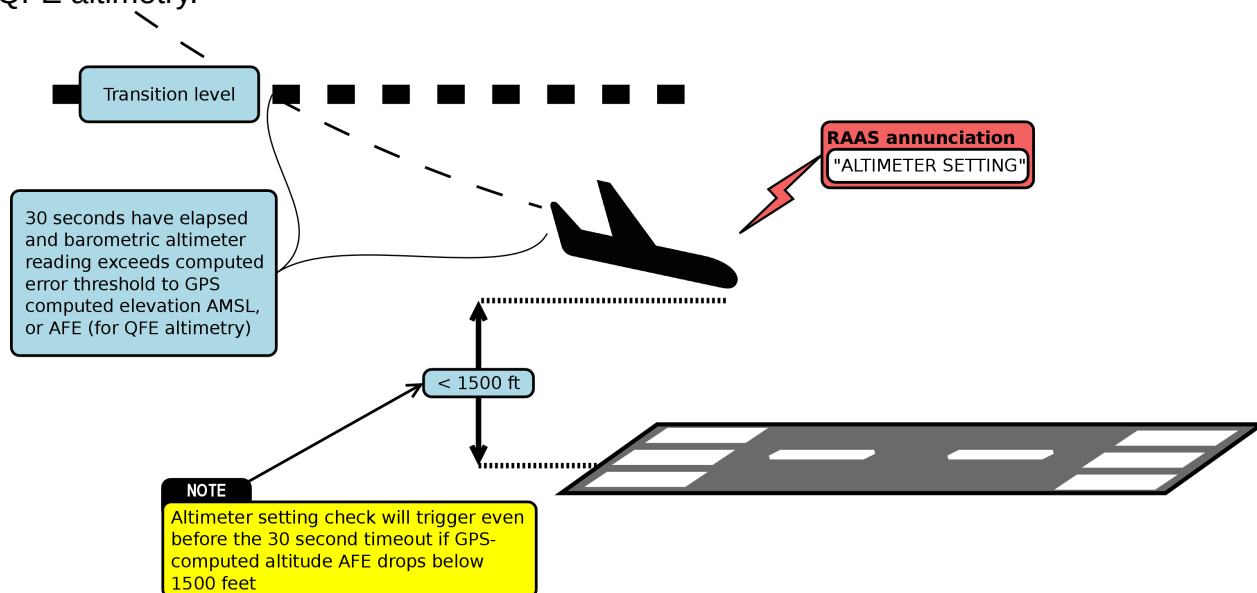 QFE altimetry.
Transition level
RAAS annunciation
"ALTIMETER SETTING"
30 seconds have elapsed
and barometric altimeter
reading exceeds computed
error threshold to GPS
computed elevation AMSL,
or AFE (for QFE altimetry)
< 1500 ft
NOTE
Altimeter setting check will trigger even
before the 30 second timeout if GPS-
computed altitude AFE drops below
1500 feet